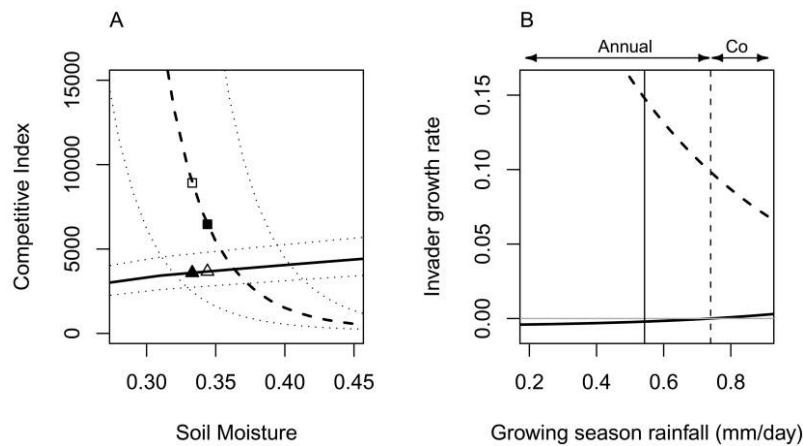 A
Competitive Index
15000
10000
5000
0
0.30 0.35 0.40 0.45
Soil Moisture
B
Annual Co
Invader growth rate
0.15
0.10
0.05
0.00
0.2 0.4 0.6 0.8
Growing season rainfall (mm/day)